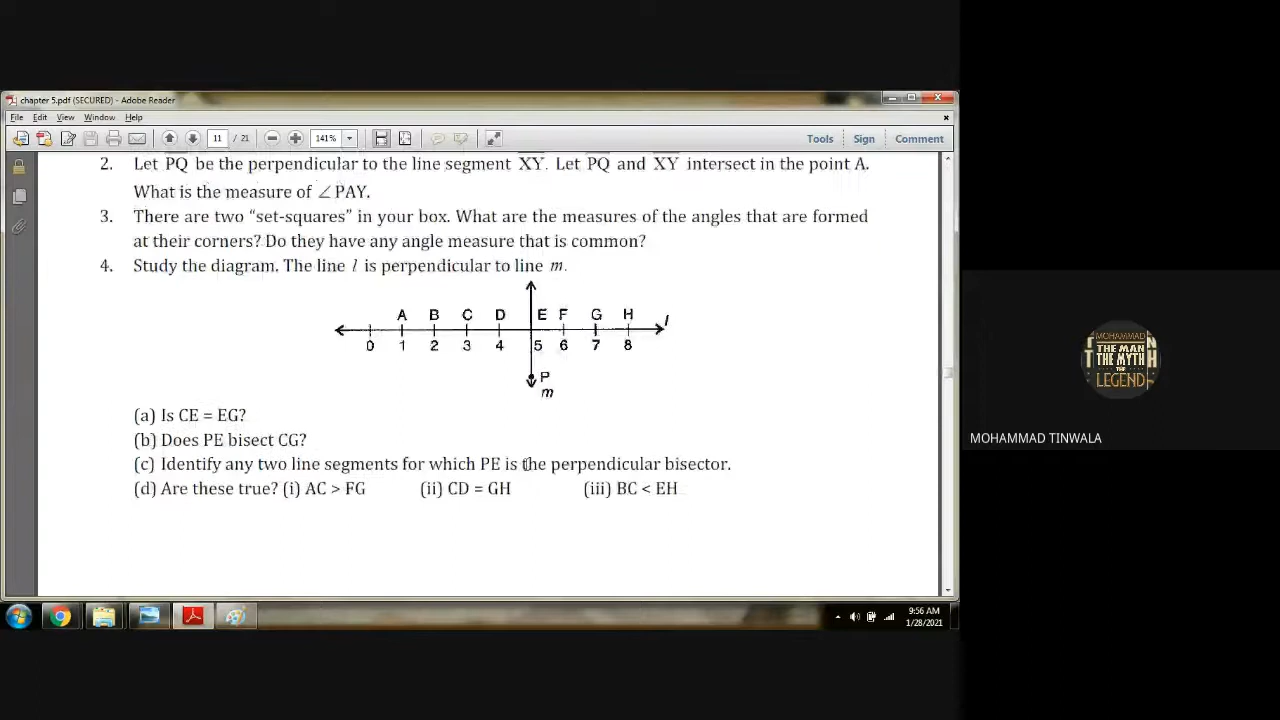 chapter 5.pdf (SECURED) - Adobe Reader
File Edit View Window Help
11 / 21 141% Tools Sign Comment
2. Let PQ be the perpendicular to the line segment XY. Let PQ and XY intersect in the point A.
What is the measure of ∠PAY.
3. There are two “set-squares” in your box. What are the measures of the angles that are formed
at their corners? Do they have any angle measure that is common?
4. Study the diagram. The line l is perpendicular to line m.
A B C D E F G H l
0 1 2 3 4 5 6 7 8
P
m
(a) Is CE = EG?
(b) Does PE bisect CG?
(c) Identify any two line segments for which PE is the perpendicular bisector.
(d) Are these true? (i) AC > FG (ii) CD = GH (iii) BC < EH
MOHAMMAD
THE MAN
THE MYTH
THE
LEGEND
MOHAMMAD TINWALA
9:56 AM
1/28/2021